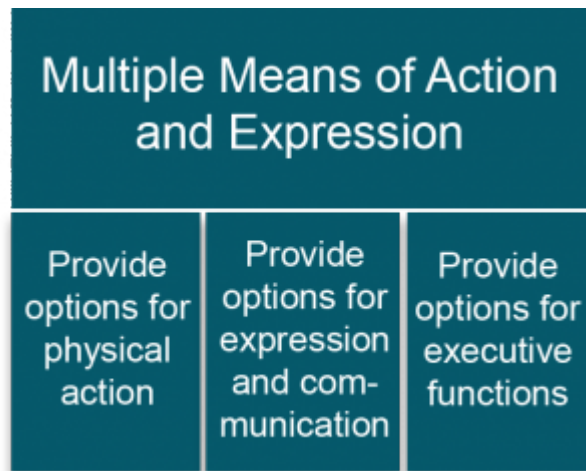 Multiple Means of Action
and Expression
Provide
options for
physical
action
Provide
options for
expression
and com-
munication
Provide
options for
executive
functions